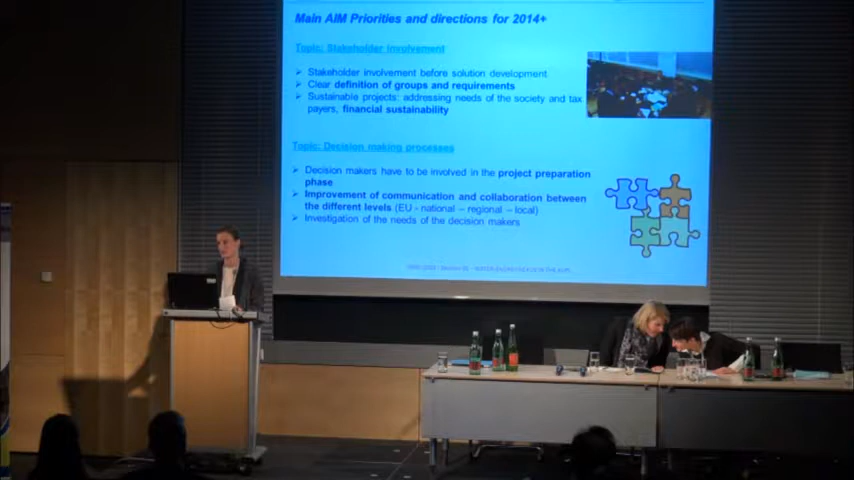 Main AIM Priorities and directions for 2014+
Topic: Stakeholder involvement
Stakeholder involvement before solution development
Clear definition of groups and requirements
Sustainable projects: addressing needs of the society and tax
payers, financial sustainability
Topic: Decision making processes
Decision makers have to be involved in the project preparation
phase
Improvement of communication and collaboration between
the different levels (EU - national – regional – local)
Investigation of the needs of the decision makers